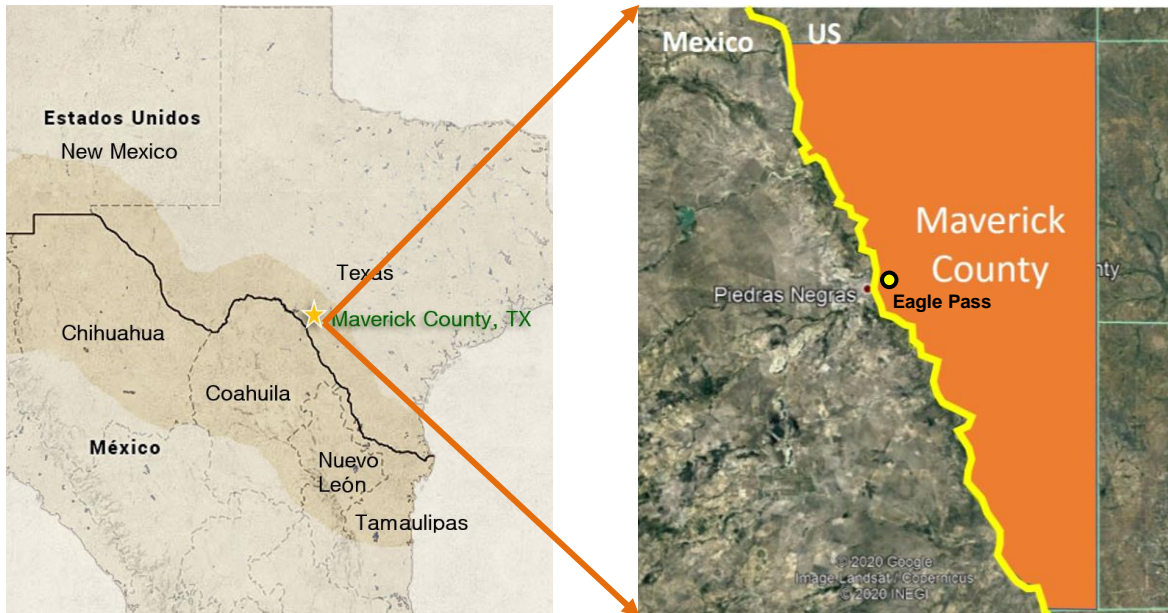 Estados Unidos
New Mexico
Texas
Maverick County, TX
Chihuahua
Coahuila
México
Nuevo
León
Tamaulipas
Mexico
US
Maverick
County
nty
Piedras Negras
Eagle Pass
© 2020 Google
Image Landsat / Copernicus
© 2020 INEGI